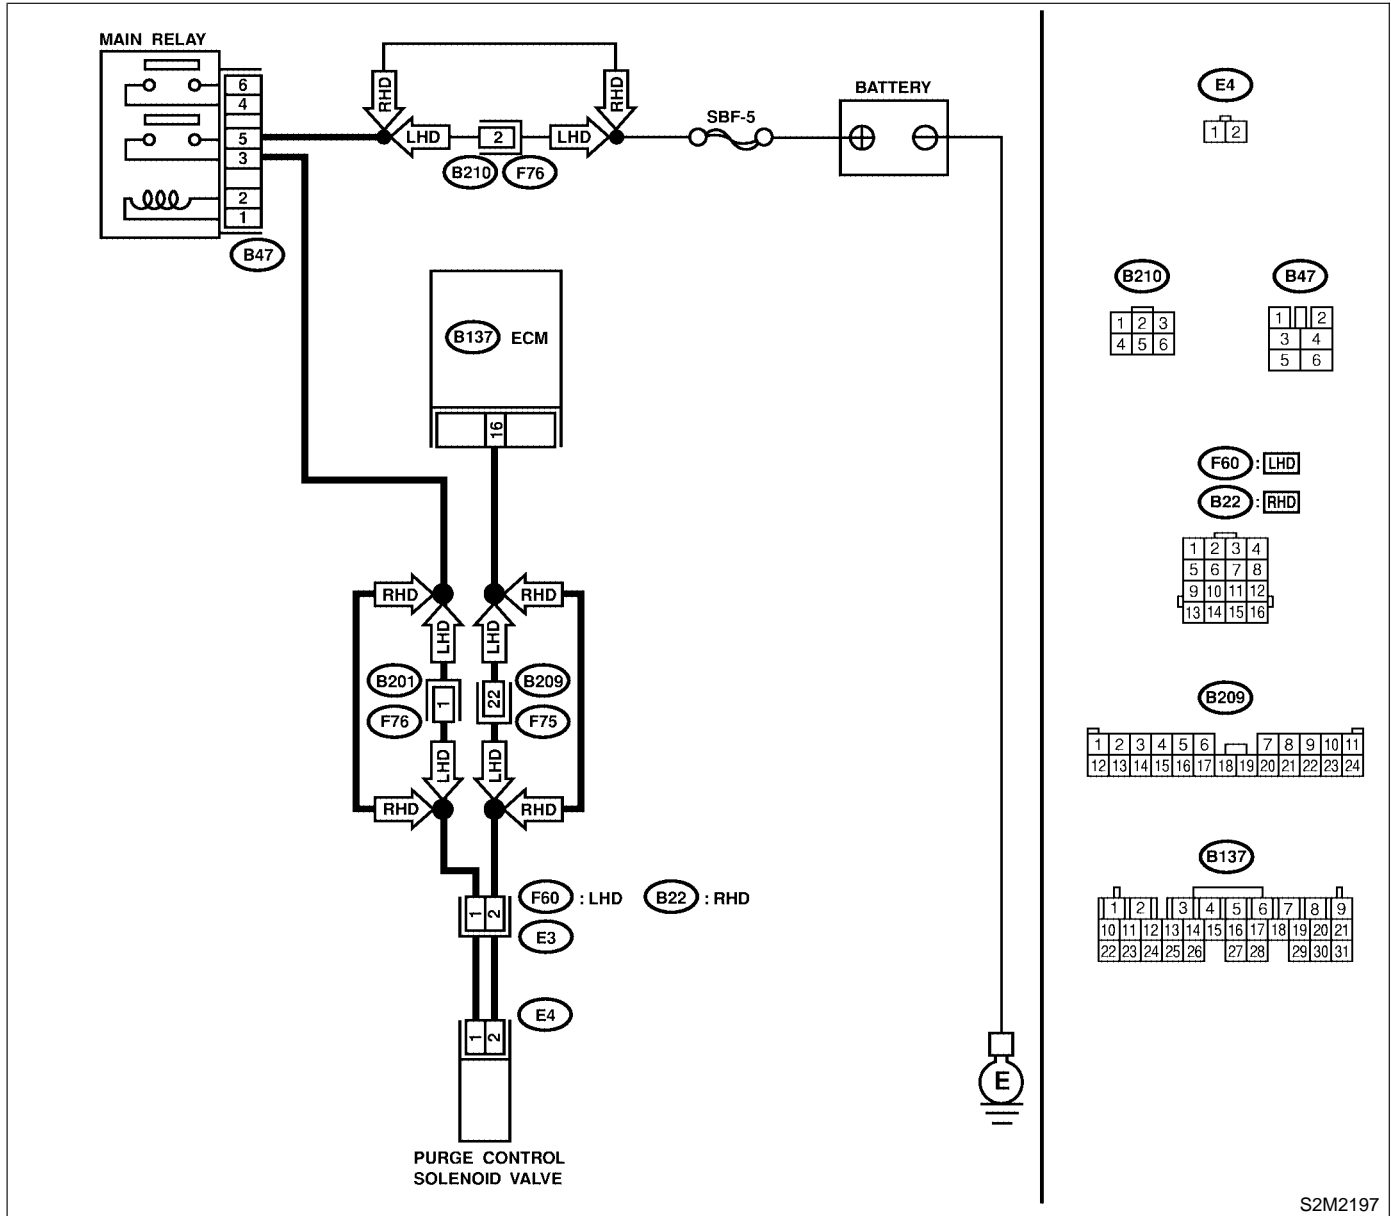 MAIN RELAY
6
4
5
3
2
1
B47
RHD
RHD
LHD
2
LHD
B210
F76
SBF-5
BATTERY
B137 ECM
16
RHD
RHD
LHD
LHD
B201
1
22
B209
F76
F75
LHD
LHD
RHD
RHD
1 2
F60 : LHD B22 : RHD
E3
E4
1 2
PURGE CONTROL
SOLENOID VALVE
E
E4
1 2
B210
1 2 3
4 5 6
B47
1 2
3 4
5 6
F60 : LHD
B22 : RHD
1 2 3 4
5 6 7 8
9 10 11 12
13 14 15 16
B209
1 2 3 4 5 6 7 8 9 10 11
12 13 14 15 16 17 18 19 20 21 22 23 24
B137
1 2 3 4 5 6 7 8 9
10 11 12 13 14 15 16 17 18 19 20 21
22 23 24 25 26 27 28 29 30 31
S2M2197